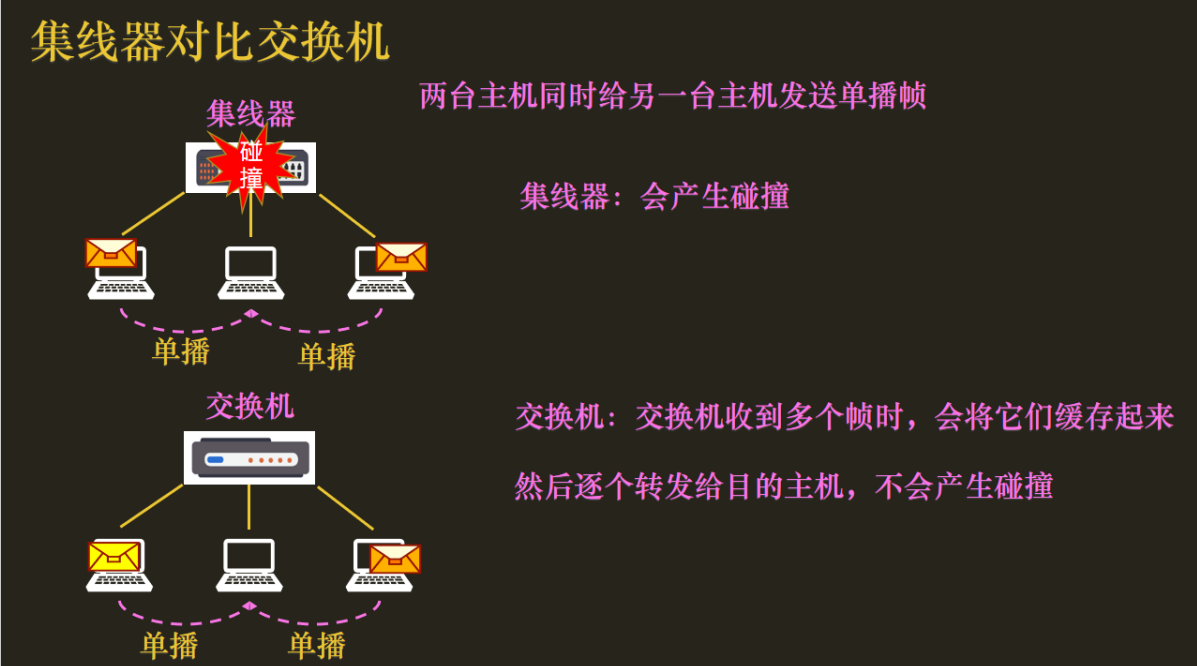 集线器对比交换机
两台主机同时给另一台主机发送单播帧
集线器
碰
撞
集线器：会产生碰撞
单播
单播
交换机
交换机：交换机收到多个帧时，会将它们缓存起来
然后逐个转发给目的主机，不会产生碰撞
单播
单播